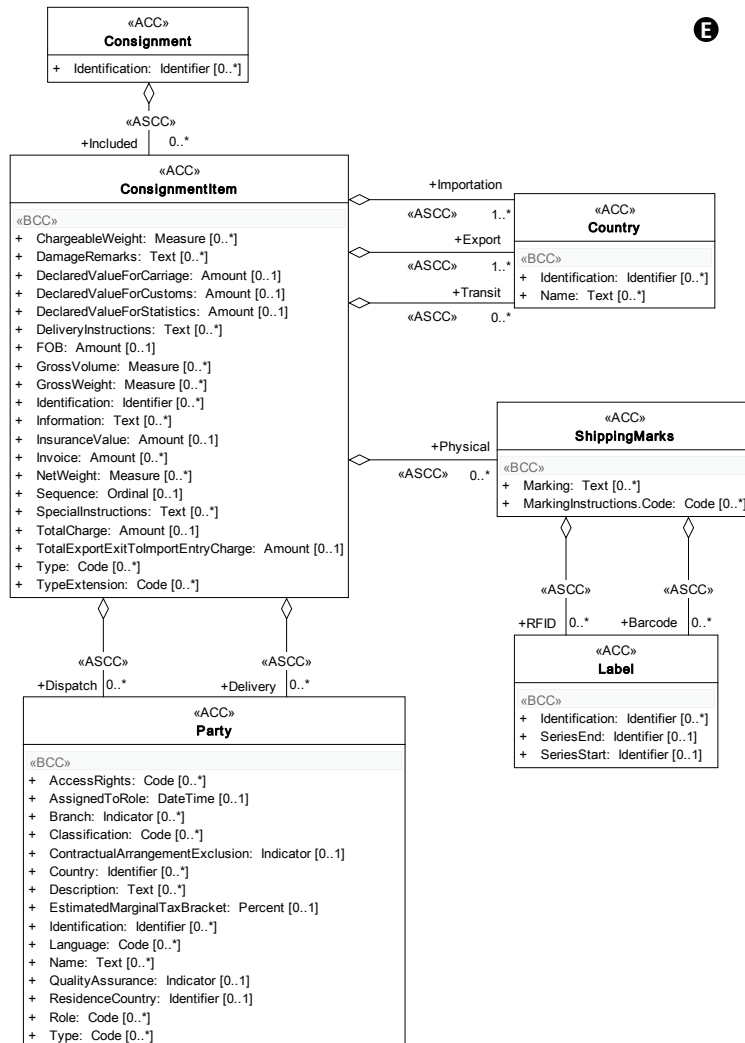 E
«ACC»
Consignment
+ Identification: Identifier [0..*]
«ASCC»
+Included 0..*
«ACC»
ConsignmentItem
«BCC»
+ ChargeableWeight: Measure [0..*]
+ DamageRemarks: Text [0..*]
+ DeclaredValueForCarriage: Amount [0..1]
+ DeclaredValueForCustoms: Amount [0..1]
+ DeclaredValueForStatistics: Amount [0..1]
+ DeliveryInstructions: Text [0..*]
+ FOB: Amount [0..1]
+ GrossVolume: Measure [0..*]
+ GrossWeight: Measure [0..*]
+ Identification: Identifier [0..*]
+ Information: Text [0..*]
+ InsuranceValue: Amount [0..1]
+ Invoice: Amount [0..*]
+ NetWeight: Measure [0..*]
+ Sequence: Ordinal [0..1]
+ SpecialInstructions: Text [0..*]
+ TotalCharge: Amount [0..1]
+ TotalExportExitToImportEntryCharge: Amount [0..1]
+ Type: Code [0..*]
+ TypeExtension: Code [0..*]
+Importation
«ASCC» 1..*
+Export
«ASCC» 1..*
+Transit
«ASCC» 0..*
«ACC»
Country
«BCC»
+ Identification: Identifier [0..*]
+ Name: Text [0..*]
+Physical
«ASCC» 0..*
«ACC»
ShippingMarks
«BCC»
+ Marking: Text [0..*]
+ MarkingInstructions.Code: Code [0..*]
«ASCC» «ASCC»
+RFID 0..* +Barcode 0..*
«ACC»
Label
«BCC»
+ Identification: Identifier [0..*]
+ SeriesEnd: Identifier [0..1]
+ SeriesStart: Identifier [0..1]
«ASCC» «ASCC»
+Dispatch 0..* +Delivery 0..*
«ACC»
Party
«BCC»
+ AccessRights: Code [0..*]
+ AssignedToRole: DateTime [0..1]
+ Branch: Indicator [0..*]
+ Classification: Code [0..*]
+ ContractualArrangementExclusion: Indicator [0..1]
+ Country: Identifier [0..*]
+ Description: Text [0..*]
+ EstimatedMarginalTaxBracket: Percent [0..1]
+ Identification: Identifier [0..*]
+ Language: Code [0..*]
+ Name: Text [0..*]
+ QualityAssurance: Indicator [0..1]
+ ResidenceCountry: Identifier [0..1]
+ Role: Code [0..*]
+ Type: Code [0..*]